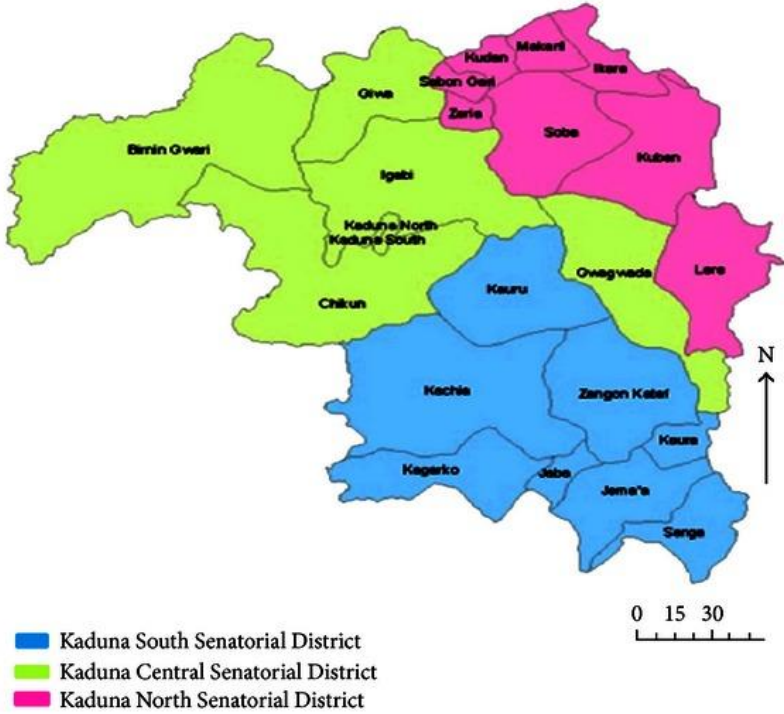 Makarfi
Kudan
Ikara
Sabon Gari
Giwa
Zaria
Soba
Birnin Gwari
Kuban
Igabi
Kaduna North
Kaduna South
Gwagwada
Lere
Kauru
Chikun
N
Kachia
Zangon Kataf
Kaura
Kagarko
Jaba
Jema'a
Sanga
0 15 30
Kaduna South Senatorial District
Kaduna Central Senatorial District
Kaduna North Senatorial District